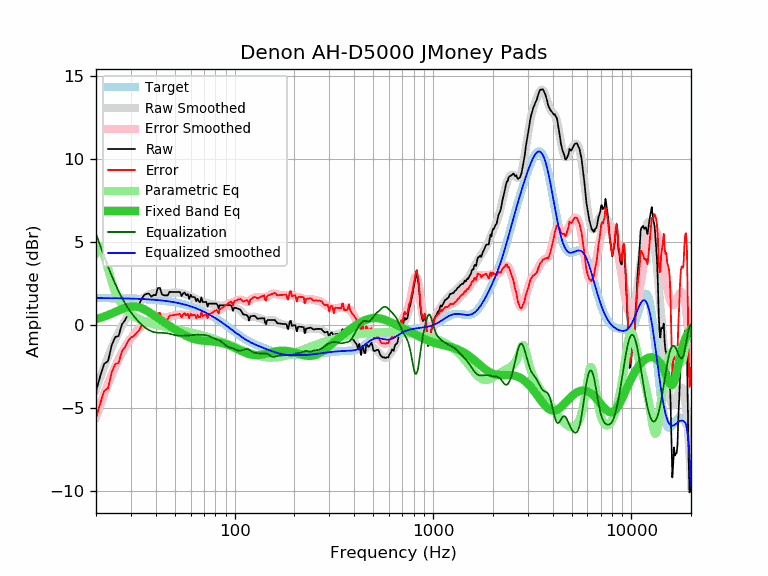 Denon AH-D5000 JMoney Pads
Amplitude (dBr)
15
10
5
0
−5
−10
Target
Raw Smoothed
Error Smoothed
Raw
Error
Parametric Eq
Fixed Band Eq
Equalization
Equalized smoothed
100
1000
10000
Frequency (Hz)